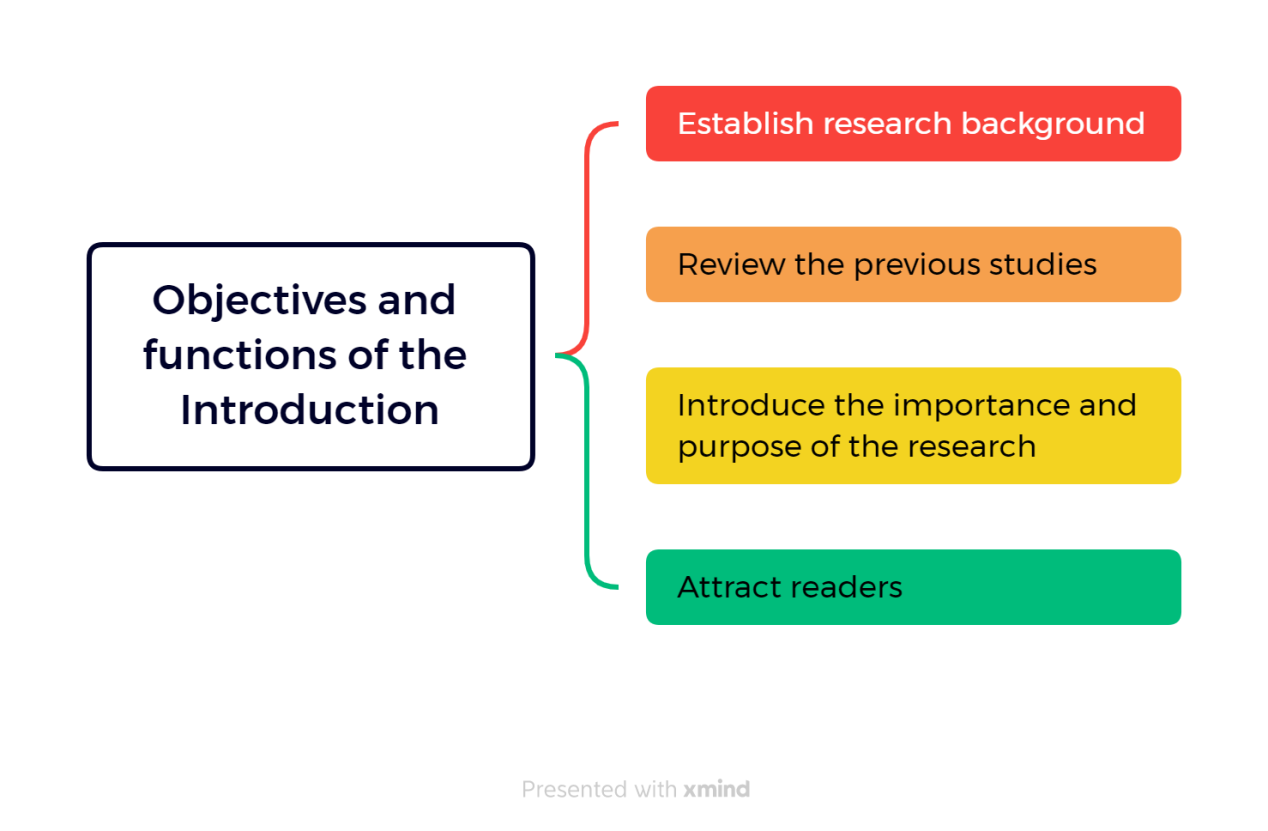 Objectives and
functions of the
Introduction
Establish research background
Review the previous studies
Introduce the importance and
purpose of the research
Attract readers
Presented with xmind